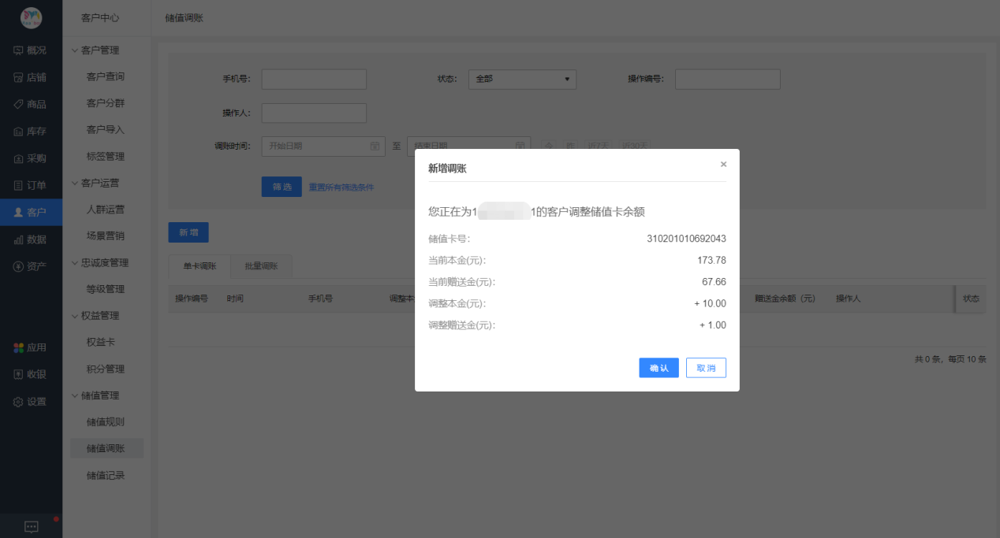 客户中心
储值调账
概况
店铺
商品
库存
采购
订单
客户
数据
资产
应用
收银
设置
客户管理
客户查询
客户分群
客户导入
标签管理
客户运营
人群运营
场景营销
忠诚度管理
等级管理
权益管理
权益卡
积分管理
储值管理
储值规则
储值调账
储值记录
手机号：
状态： 全部
操作编号：
操作人：
调账时间： 开始日期 至 结束日期 今 昨 近7天 近30天
筛选 重置所有筛选条件
新增
单卡调账 批量调账
操作编号 时间 手机号 调整本 赠送金余额（元） 操作人 状态
共 0 条，每页 10 条
新增调账 ×
您正在为1 1的客户调整储值卡余额
储值卡号： 310201010692043
当前本金(元)： 173.78
当前赠送金(元)： 67.66
调整本金(元)： + 10.00
调整赠送金(元)： + 1.00
确认 取消